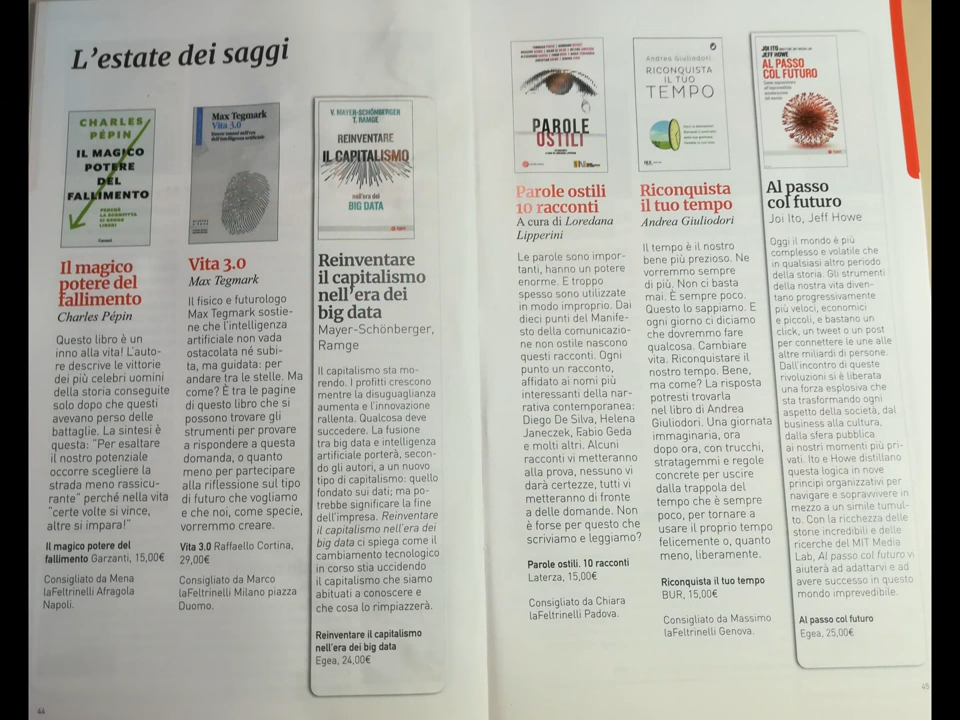 L'estate dei saggi
CHARLES
PÉPIN
IL MAGICO
POTERE
DEL
FALLIMENTO
PERCHÉ
LA SCONFITTA
CI RENDE
LIBERI
Garzanti
Il magico
potere del
fallimento
Charles Pépin
Questo libro è un
inno alla vita! L'auto-
re descrive le vittorie
dei più celebri uomini
della storia conseguite
solo dopo che questi
avevano perso delle
battaglie. La sintesi è
questa: "Per esaltare
il nostro potenziale
occorre scegliere la
strada meno rassicu-
rante" perché nella vita
"certe volte si vince,
altre si impara!"
Il magico potere del
fallimento Garzanti, 15,00€
Consigliato da Mena
laFeltrinelli Afragola
Napoli.
Max Tegmark
Vita 3.0
Essere umani nell'era
dell'intelligenza artificiale
Vita 3.0
Max Tegmark
Il fisico e futurologo
Max Tegmark sostie-
ne che l'intelligenza
artificiale non vada
ostacolata né subi-
ta, ma guidata: per
andare tra le stelle. Ma
come? È tra le pagine
di questo libro che si
possono trovare gli
strumenti per provare
a rispondere a questa
domanda, o quanto
meno per partecipare
alla riflessione sul tipo
di futuro che vogliamo
e che noi, come specie,
vorremmo creare.
Vita 3.0 Raffaello Cortina,
29,00€
Consigliato da Marco
laFeltrinelli Milano piazza
Duomo.
V. MAYER-SCHÖNBERGER
T. RAMGE
REINVENTARE
IL CAPITALISMO
nell'era dei
BIG DATA
Egea
Reinventare
il capitalismo
nell'era dei
big data
Mayer-Schönberger,
Ramge
Il capitalismo sta mo-
rendo. I profitti crescono
mentre la disuguaglianza
aumenta e l'innovazione
rallenta. Qualcosa deve
succedere. La fusione
tra big data e intelligenza
artificiale porterà, secon-
do gli autori, a un nuovo
tipo di capitalismo: quello
fondato sui dati; ma po-
trebbe significare la fine
dell'impresa. Reinventare
il capitalismo nell'era dei
big data ci spiega come il
cambiamento tecnologico
in corso stia uccidendo
il capitalismo che siamo
abituati a conoscere e
che cosa lo rimpiazzerà.
Reinventare il capitalismo
nell'era dei big data
Egea, 24,00€
44
PAROLE
OSTILI
Parole ostili
10 racconti
A cura di Loredana
Lipperini
Le parole sono impor-
tanti, hanno un potere
enorme. E troppo
spesso sono utilizzate
in modo improprio. Dai
dieci punti del Manife-
sto della comunicazio-
ne non ostile nascono
questi racconti. Ogni
punto un racconto,
affidato ai nomi più
interessanti della nar-
rativa contemporanea:
Diego De Silva, Helena
Janeczek, Fabio Geda
e molti altri. Alcuni
racconti vi metteranno
alla prova, nessuno vi
darà certezze, tutti vi
metteranno di fronte
a delle domande. Non
è forse per questo che
scriviamo e leggiamo?
Parole ostili. 10 racconti
Laterza, 15,00€
Consigliato da Chiara
laFeltrinelli Padova.
Andrea Giuliodori
RICONQUISTA
IL TUO
TEMPO
BUR
Riconquista
il tuo tempo
Andrea Giuliodori
Il tempo è il nostro
bene più prezioso. Ne
vorremmo sempre
di più. Non ci basta
mai. È sempre poco.
Questo lo sappiamo. E
ogni giorno ci diciamo
che dovremmo fare
qualcosa. Cambiare
vita. Riconquistare il
nostro tempo. Bene,
ma come? La risposta
potresti trovarla
nel libro di Andrea
Giuliodori. Una giornata
immaginaria, ora
dopo ora, con trucchi,
stratagemmi e regole
concrete per uscire
dalla trappola del
tempo che è sempre
poco, per tornare a
usare il proprio tempo
felicemente o, quanto
meno, liberamente.
Riconquista il tuo tempo
BUR, 15,00€
Consigliato da Massimo
laFeltrinelli Genova.
JOI ITO
JEFF HOWE
AL PASSO
COL FUTURO
Egea
Al passo
col futuro
Joi Ito, Jeff Howe
Oggi il mondo è più
complesso e volatile che
in qualsiasi altro periodo
della storia. Gli strumenti
della nostra vita diven-
tano progressivamente
più veloci, economici
e piccoli, e bastano un
click, un tweet o un post
per connettere le une alle
altre miliardi di persone.
Dall'incontro di queste
rivoluzioni si è liberata
una forza esplosiva che
sta trasformando ogni
aspetto della società, dal
business alla cultura,
dalla sfera pubblica
ai nostri momenti più pri-
vati. Ito e Howe distillano
questa logica in nove
principi organizzativi per
navigare e sopravvivere in
mezzo a un simile tumul-
to. Con la ricchezza delle
storie incredibili e delle
ricerche del MIT Media
Lab, Al passo col futuro vi
aiuterà ad adattarvi e ad
avere successo in questo
mondo imprevedibile.
Al passo col futuro
Egea, 25,00€
45